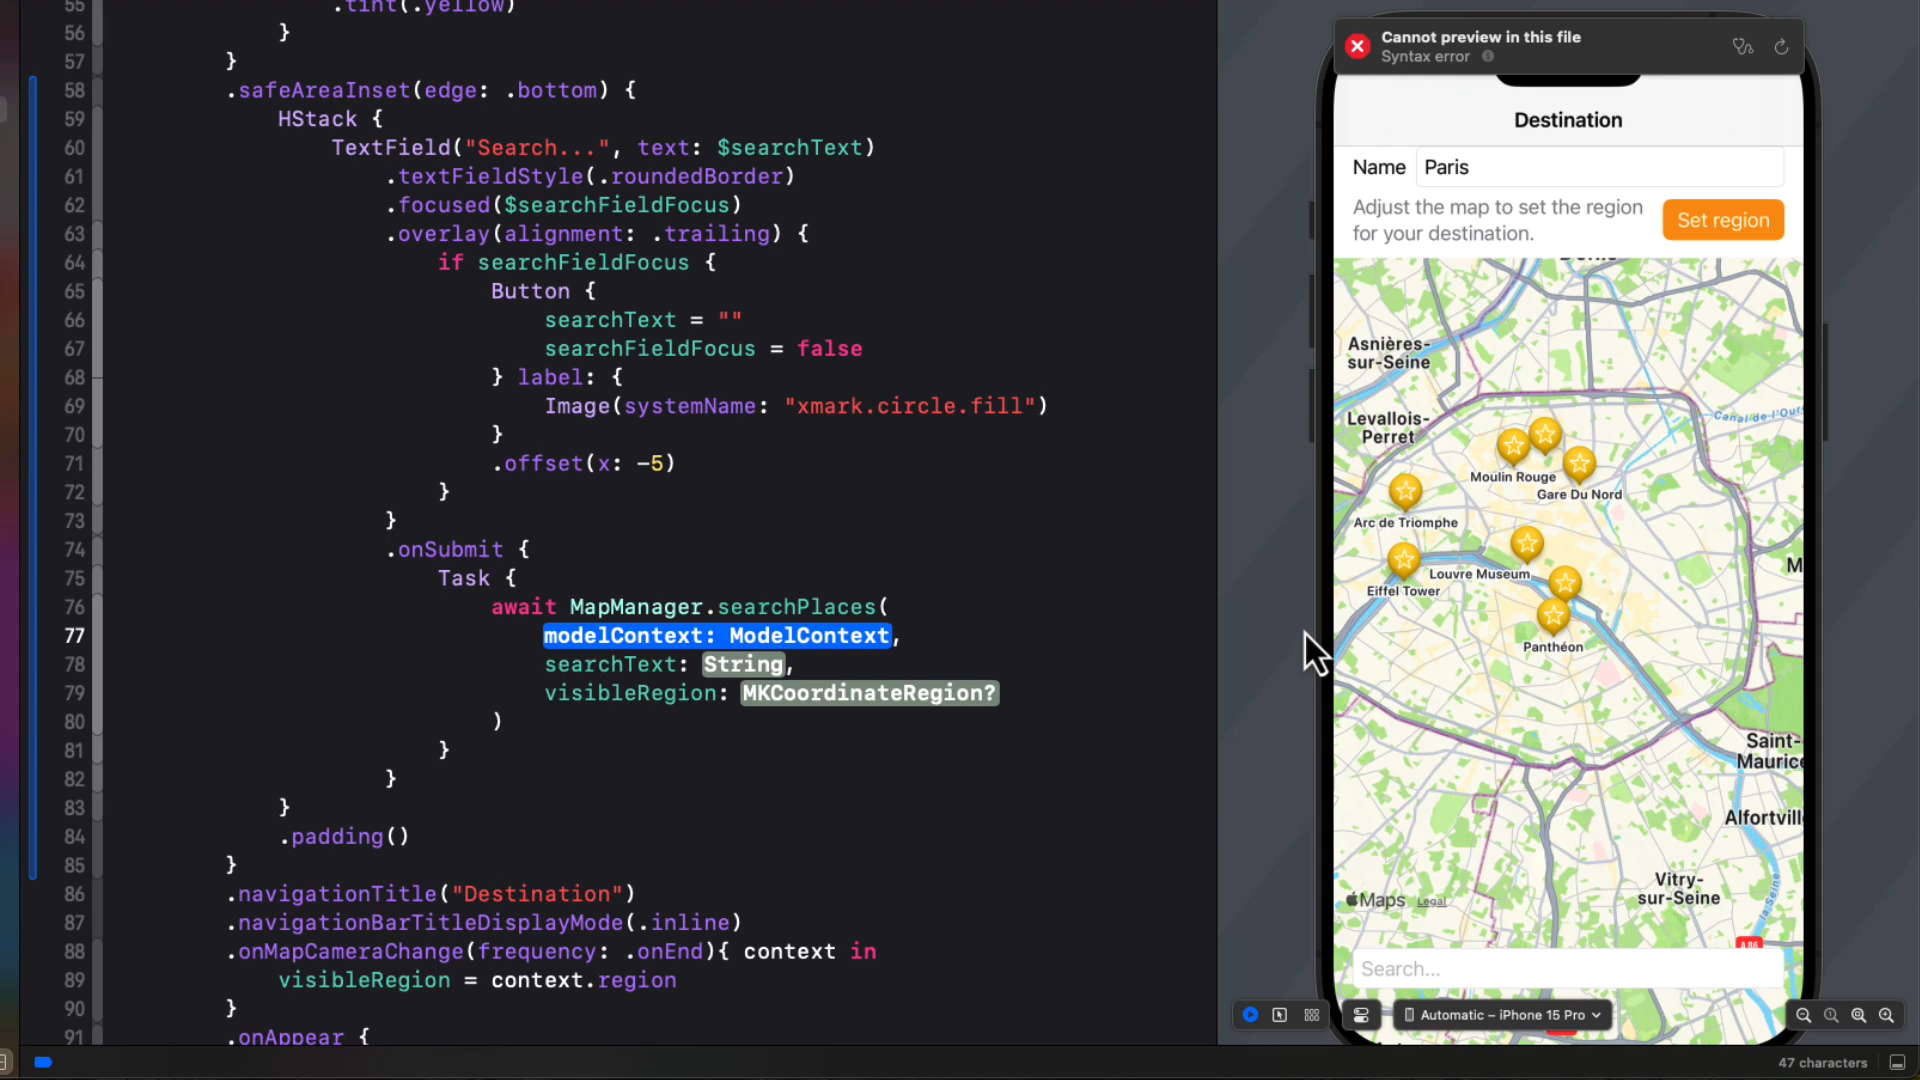 55 .tint(.yellow)
56 }
57 }
58 .safeAreaInset(edge: .bottom) {
59 HStack {
60 TextField("Search...", text: $searchText)
61 .textFieldStyle(.roundedBorder)
62 .focused($searchFieldFocus)
63 .overlay(alignment: .trailing) {
64 if searchFieldFocus {
65 Button {
66 searchText = ""
67 searchFieldFocus = false
68 } label: {
69 Image(systemName: "xmark.circle.fill")
70 }
71 .offset(x: -5)
72 }
73 }
74 .onSubmit {
75 Task {
76 await MapManager.searchPlaces(
77 modelContext: ModelContext,
78 searchText: String,
79 visibleRegion: MKCoordinateRegion?
80 )
81 }
82 }
83 }
84 .padding()
85 }
86 .navigationTitle("Destination")
87 .navigationBarTitleDisplayMode(.inline)
88 .onMapCameraChange(frequency: .onEnd){ context in
89 visibleRegion = context.region
90 }
91 .onAppear {
Cannot preview in this file
Syntax error
Destination
Name Paris
Adjust the map to set the region
for your destination.
Set region
Asnières-
sur-Seine
Levallois-
Perret
Canal de l'Ours
Moulin Rouge
Gare Du Nord
Arc de Triomphe
Louvre Museum
Eiffel Tower
M
Panthéon
Saint-
Maurice
Alfortvill
Vitry-
sur-Seine
la Seine
Maps Legal
A86
Search...
Automatic – iPhone 15 Pro
47 characters